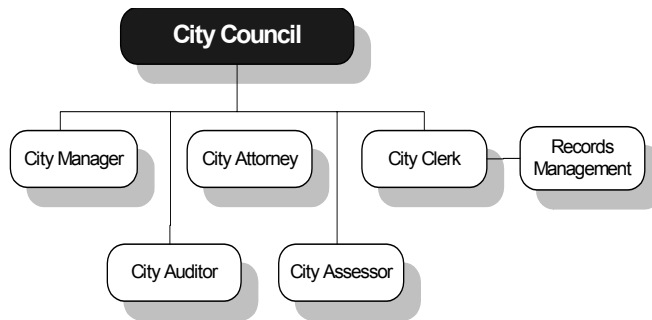 City Council
City Manager
City Attorney
City Clerk
Records
Management
City Auditor
City Assessor